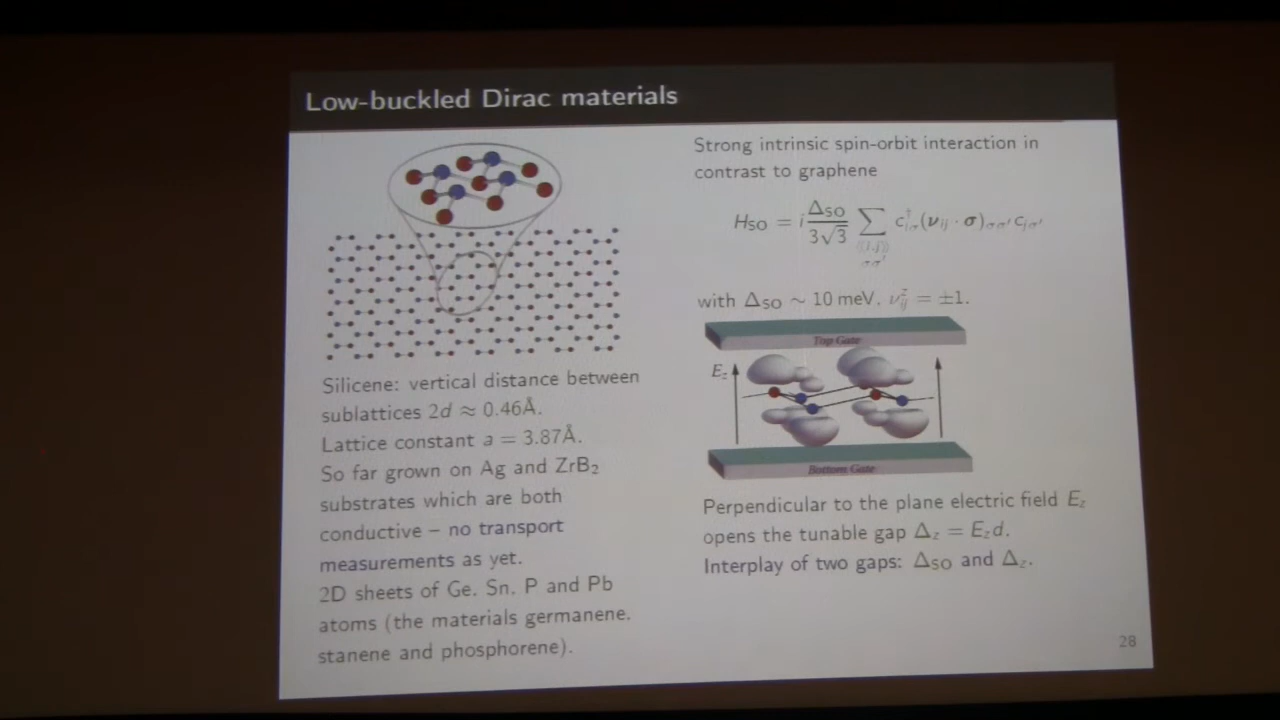 Low-buckled Dirac materials
Silicene: vertical distance between
sublattices 2d ≈ 0.46Å.
Lattice constant a = 3.87Å.
So far grown on Ag and ZrB₂
substrates which are both
conductive – no transport
measurements as yet.
2D sheets of Ge, Sn, P and Pb
atoms (the materials germanene,
stanene and phosphorene).
Strong intrinsic spin-orbit interaction in
contrast to graphene
H_SO = i Δ_SO/3√3 ∑_⟨⟨i,j⟩⟩σσ′ c†_iσ (ν_ij · σ)_σσ′ c_jσ′
with Δ_SO ~ 10 meV, ν^z_ij = ±1.
Top Gate
E_z
Bottom Gate
Perpendicular to the plane electric field E_z
opens the tunable gap Δ_z = E_z d.
Interplay of two gaps: Δ_SO and Δ_z.
28